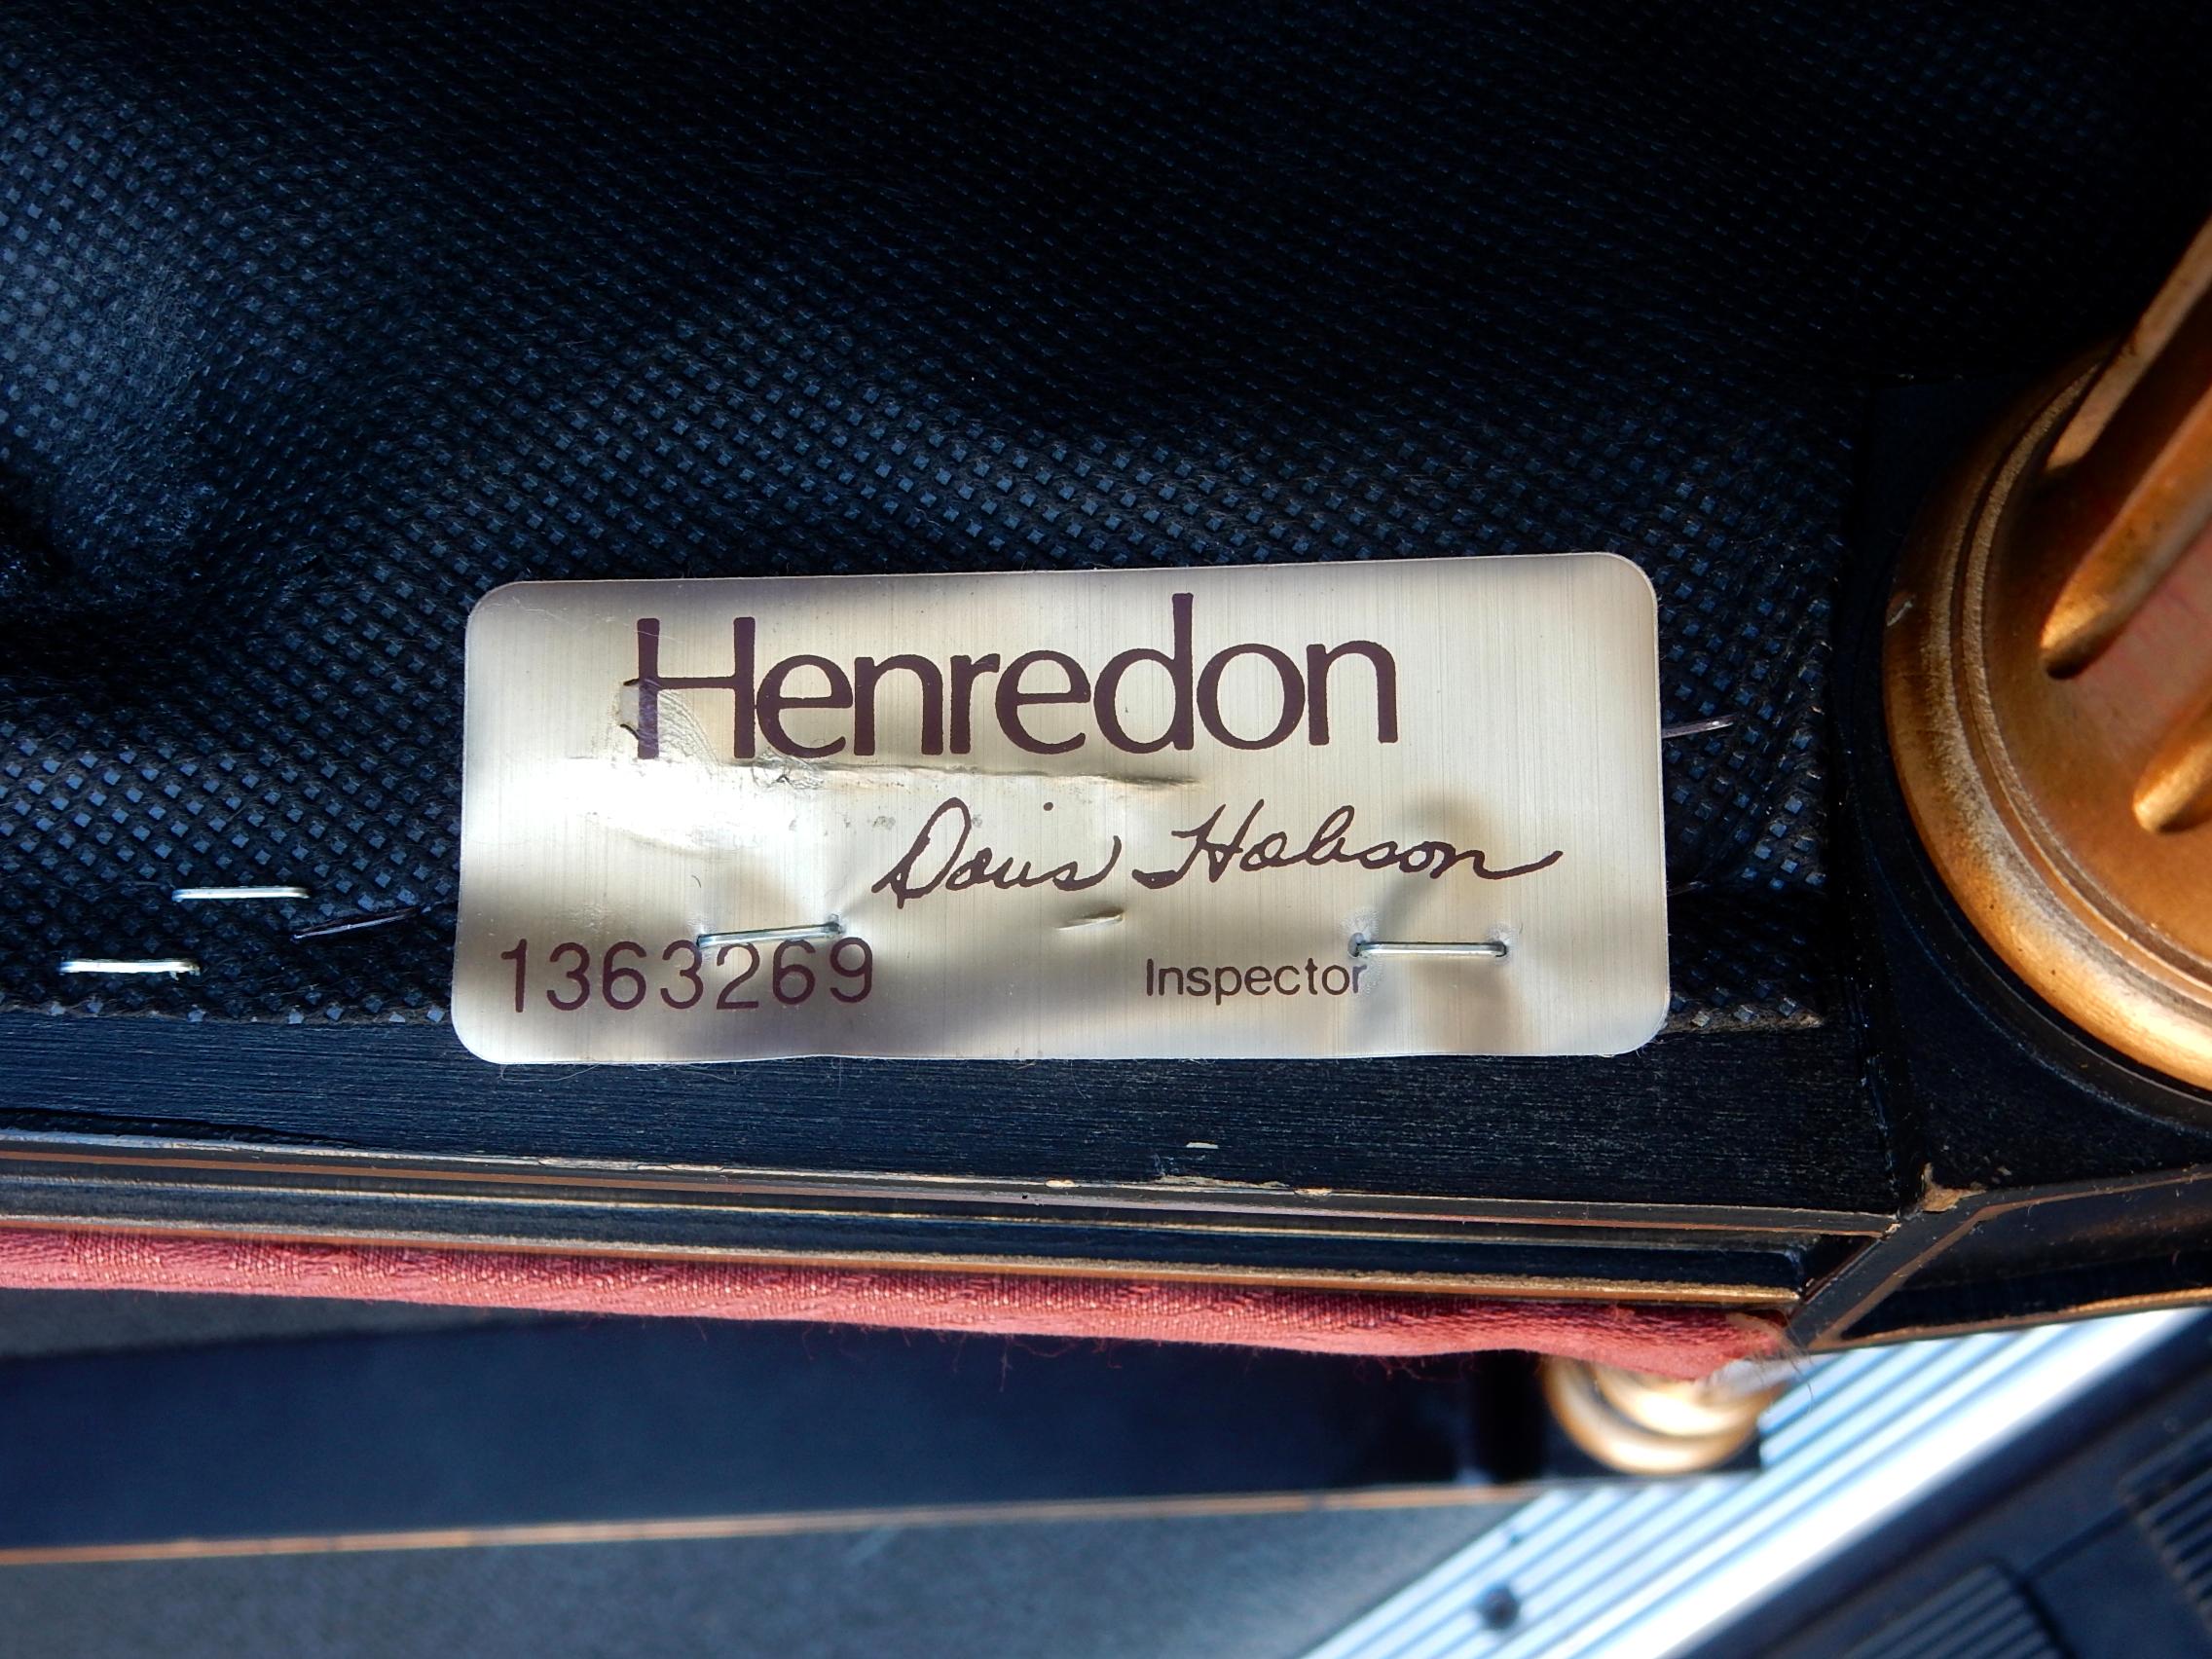 Henredon
Doris Hobson
1363269
Inspector